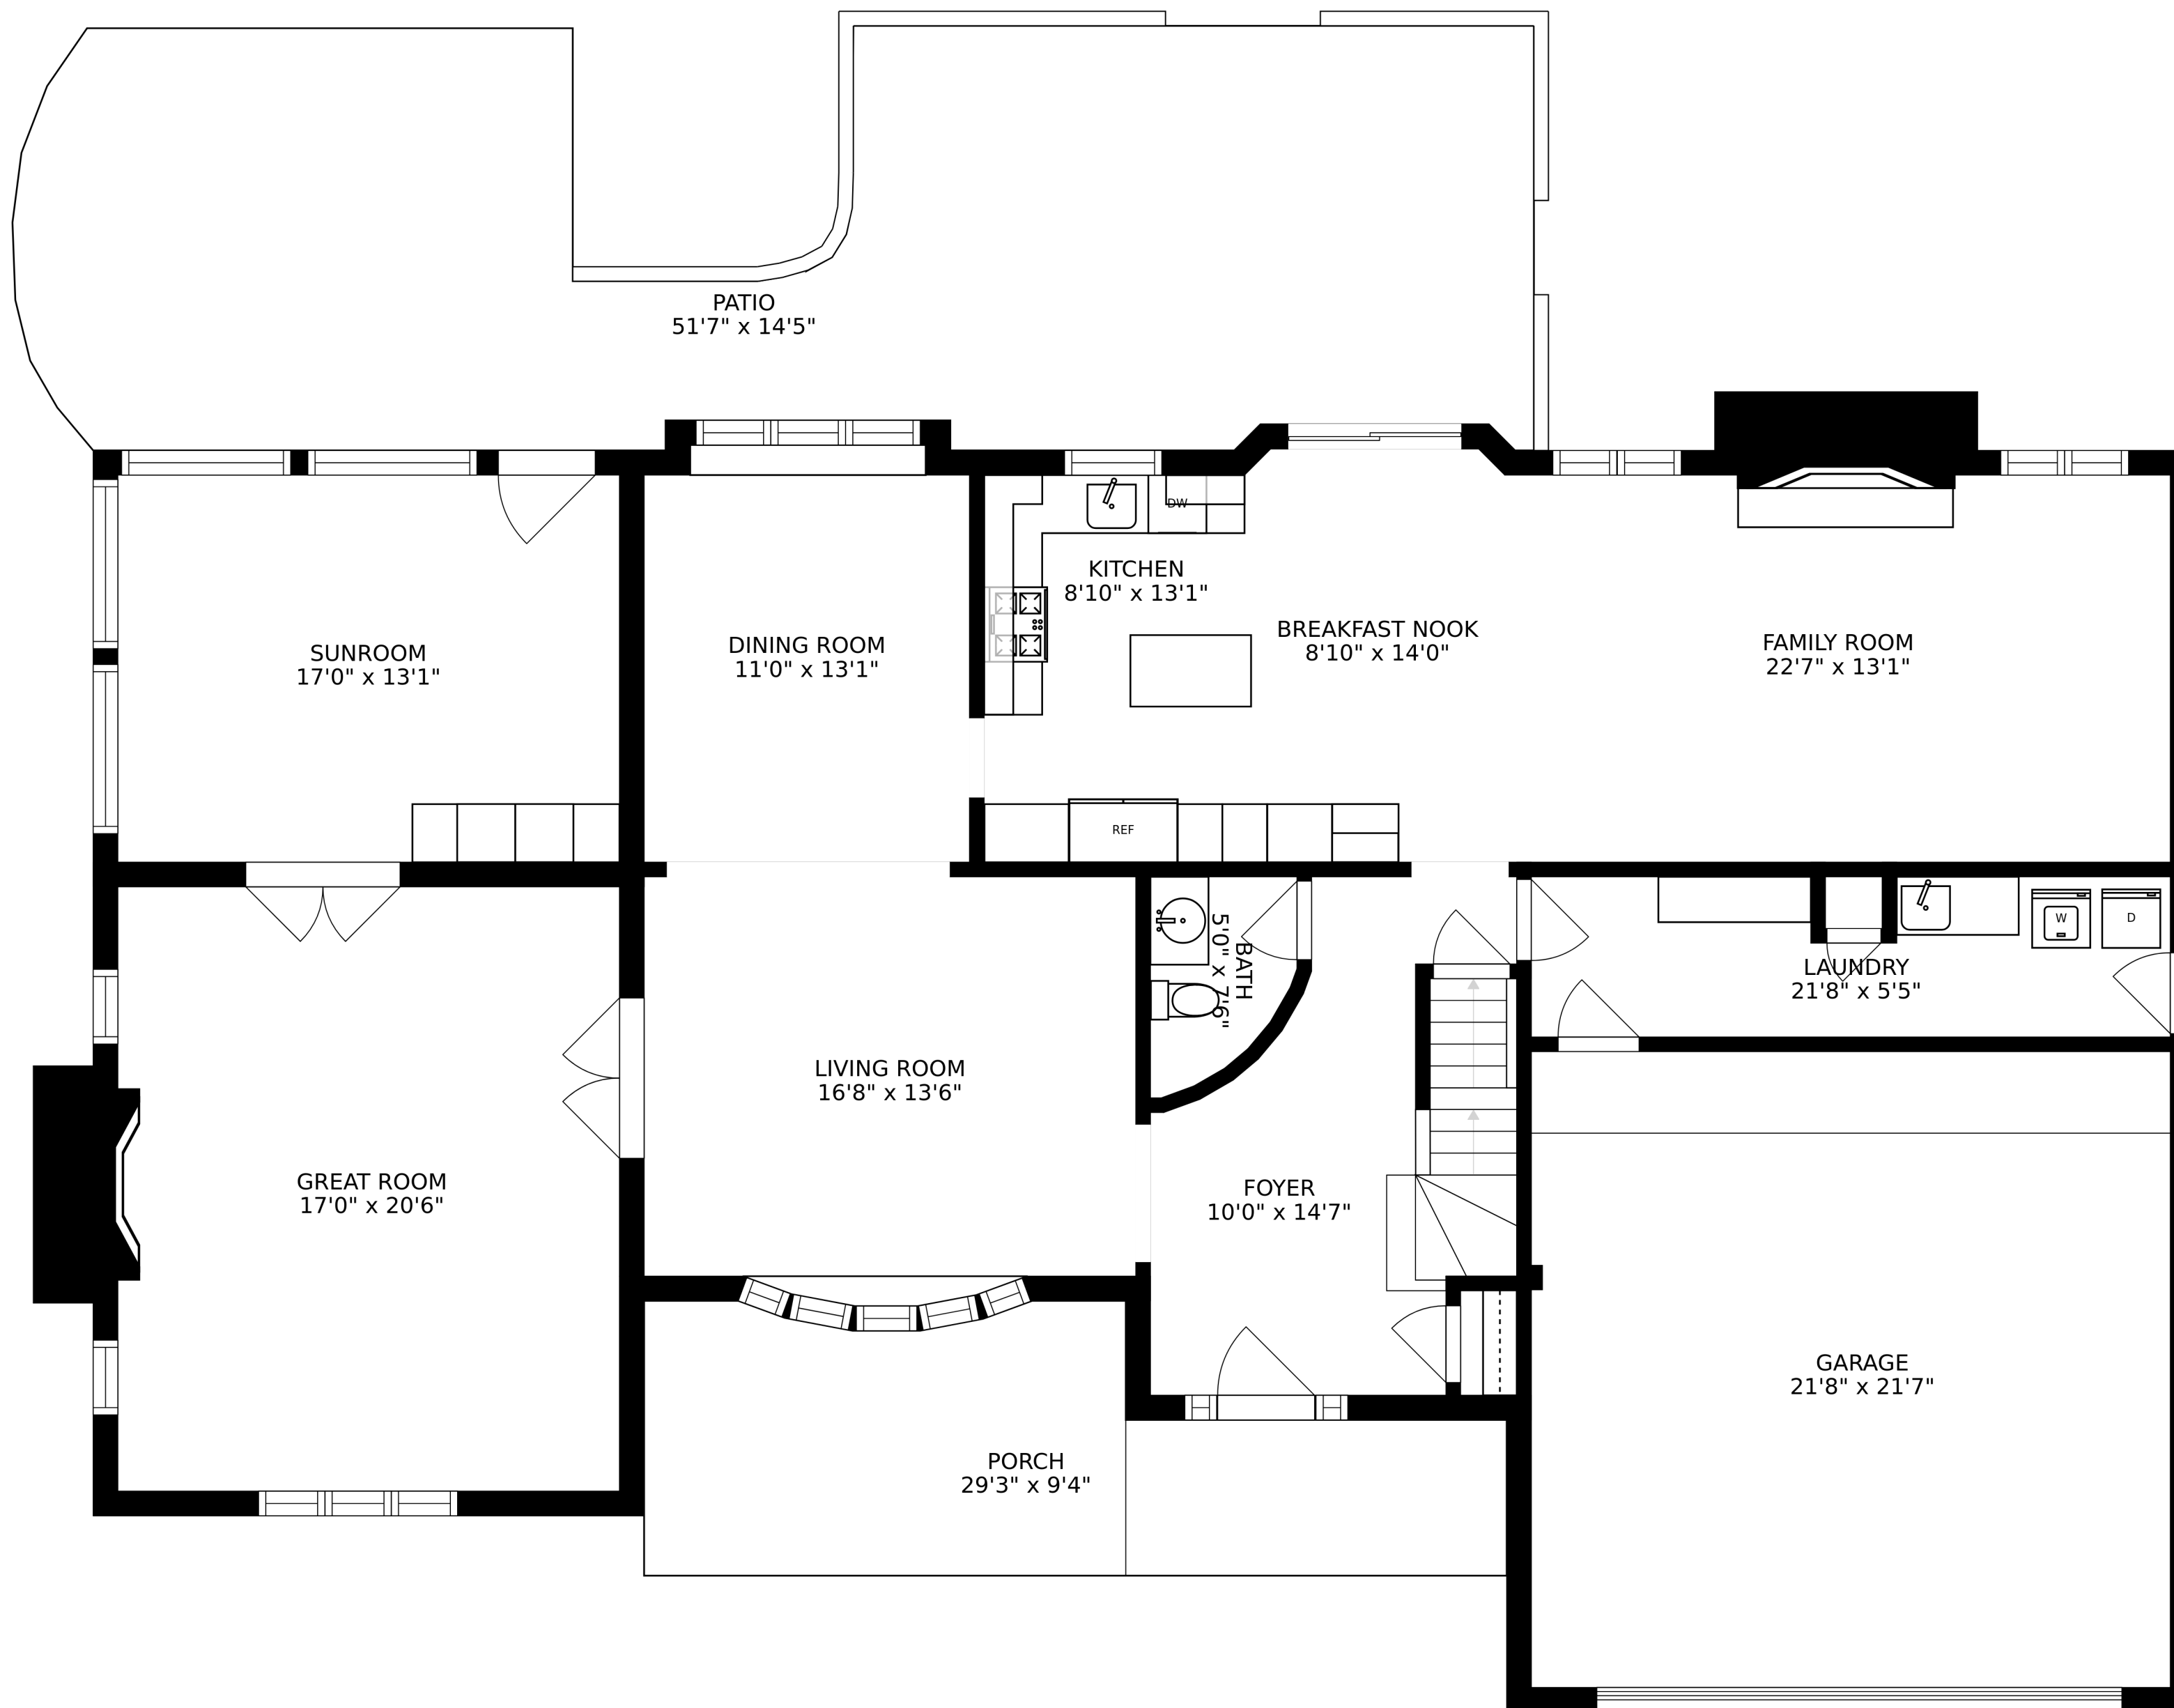 PATIO
51'7" x 14'5"
DW
KITCHEN
8'10" x 13'1"
BREAKFAST NOOK
8'10" x 14'0"
DINING ROOM
11'0" x 13'1"
FAMILY ROOM
22'7" x 13'1"
SUNROOM
17'0" x 13'1"
REF
BATH
5'0" x 7'6"
W
D
LAUNDRY
21'8" x 5'5"
LIVING ROOM
16'8" x 13'6"
GREAT ROOM
17'0" x 20'6"
FOYER
10'0" x 14'7"
GARAGE
21'8" x 21'7"
PORCH
29'3" x 9'4"